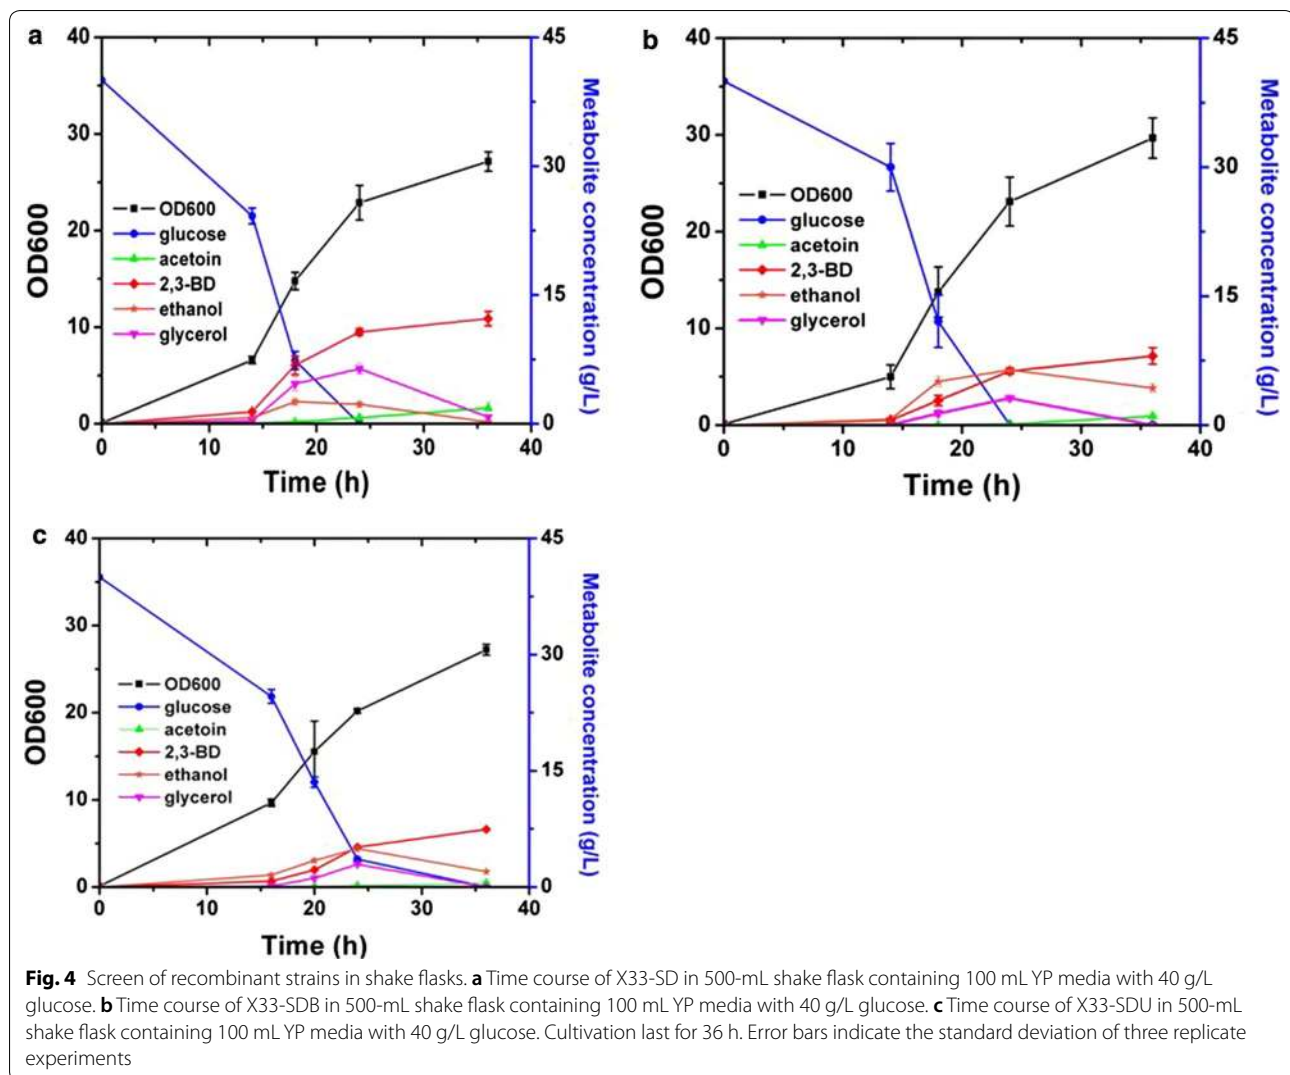 a
40
30
20
10
0
OD600
0
10
20
30
40
Time (h)
45
30
15
0
Metabolite concentration (g/L)
OD600
glucose
acetoin
2,3-BD
ethanol
glycerol
b
40
30
20
10
0
OD600
0
10
20
30
40
Time (h)
45
30
15
0
Metabolite concentration (g/L)
OD600
glucose
acetoin
2,3-BD
ethanol
glycerol
c
40
30
20
10
0
OD600
0
10
20
30
40
Time (h)
45
30
15
0
Metabolite concentration (g/L)
OD600
glucose
acetoin
2,3-BD
ethanol
glycerol
Fig. 4 Screen of recombinant strains in shake flasks. a Time course of X33-SD in 500-mL shake flask containing 100 mL YP media with 40 g/L
glucose. b Time course of X33-SDB in 500-mL shake flask containing 100 mL YP media with 40 g/L glucose. c Time course of X33-SDU in 500-mL
shake flask containing 100 mL YP media with 40 g/L glucose. Cultivation last for 36 h. Error bars indicate the standard deviation of three replicate
experiments